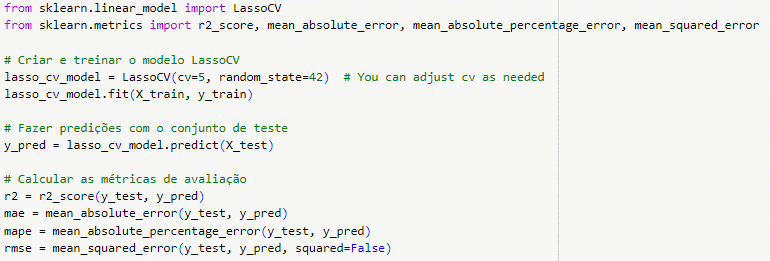 from sklearn.linear_model import LassoCV
from sklearn.metrics import r2_score, mean_absolute_error, mean_absolute_percentage_error, mean_squared_error
# Criar e treinar o modelo LassoCV
lasso_cv_model = LassoCV(cv=5, random_state=42)  # You can adjust cv as needed
lasso_cv_model.fit(X_train, y_train)
# Fazer predições com o conjunto de teste
y_pred = lasso_cv_model.predict(X_test)
# Calcular as métricas de avaliação
r2 = r2_score(y_test, y_pred)
mae = mean_absolute_error(y_test, y_pred)
mape = mean_absolute_percentage_error(y_test, y_pred)
rmse = mean_squared_error(y_test, y_pred, squared=False)